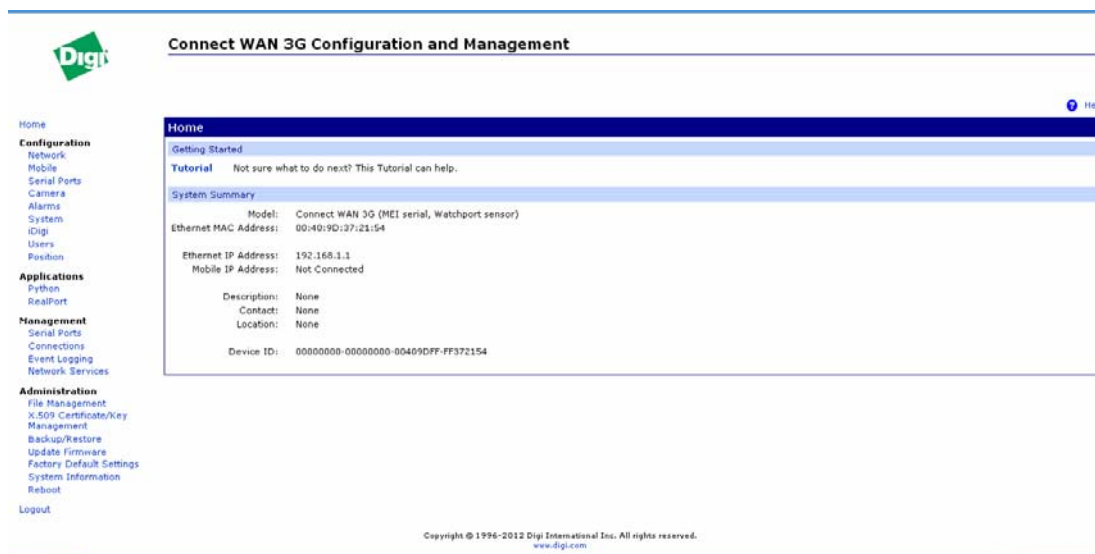 Digi
Connect WAN 3G Configuration and Management
Home
Configuration
Network
Mobile
Serial Ports
Camera
Alarms
System
iDigi
Users
Position
Applications
Python
RealPort
Management
Serial Ports
Connections
Event Logging
Network Services
Administration
File Management
X.509 Certificate/Key
Management
Backup/Restore
Update Firmware
Factory Default Settings
System Information
Reboot
Logout
He
Home
Getting Started
Tutorial Not sure what to do next? This Tutorial can help.
System Summary
Model: Connect WAN 3G (MEI serial, Watchport sensor)
Ethernet MAC Address: 00:40:9D:37:21:54
Ethernet IP Address: 192.168.1.1
Mobile IP Address: Not Connected
Description: None
Contact: None
Location: None
Device ID: 00000000-00000000-00409DFF-FF372154
Copyright © 1996-2012 Digi International Inc. All rights reserved.
www.digi.com